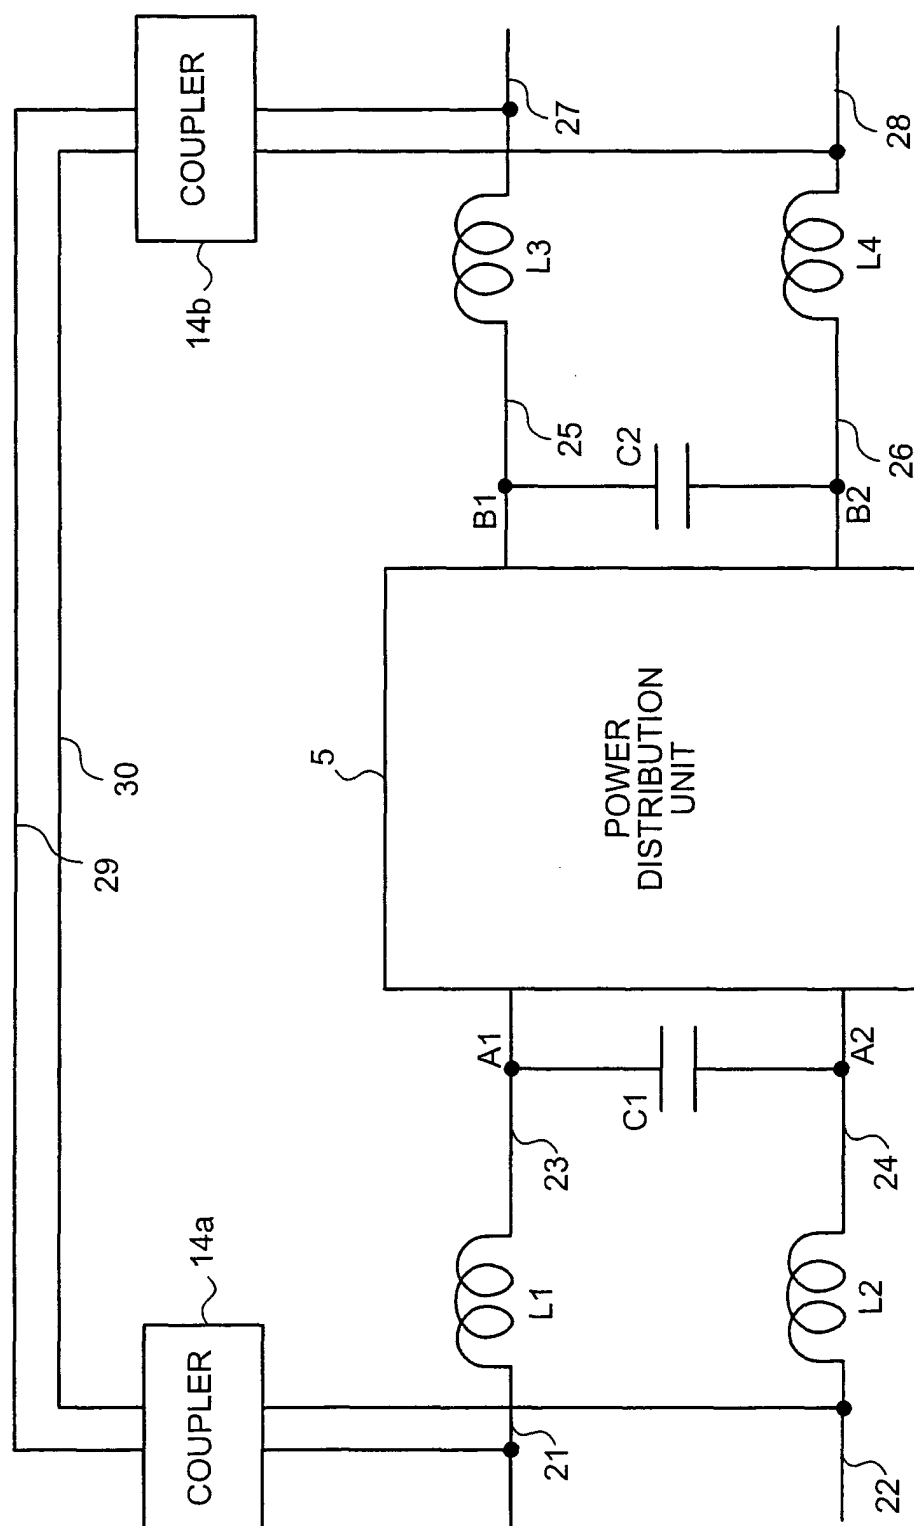 COUPLER
14b
27
28
L3
L4
25
26
C2
B1
B2
29
30
5
POWER
DISTRIBUTION
UNIT
A1
A2
C1
23
24
14a
COUPLER
L1
L2
21
22